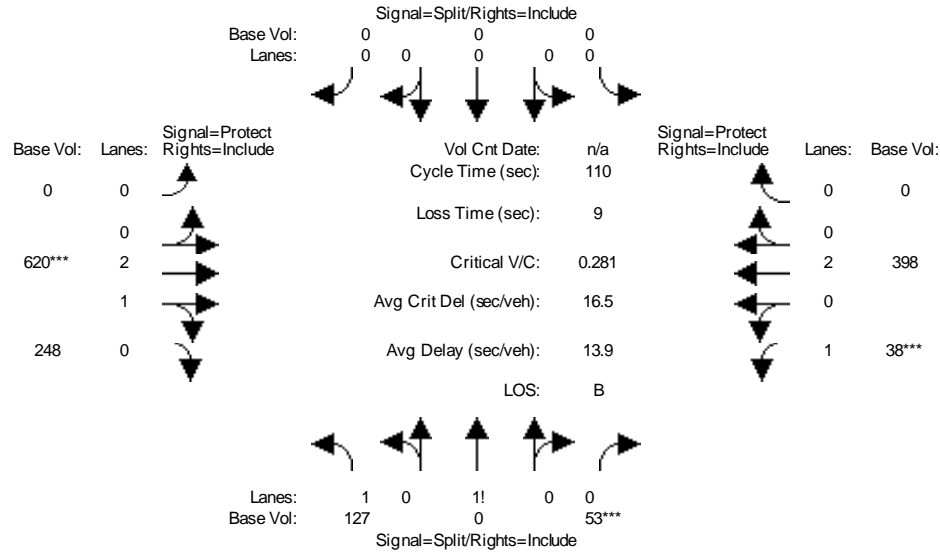 Signal=Split/Rights=Include
Base Vol: 0 0 0
Lanes: 0 0 0 0 0
Signal=Protect
Base Vol: Lanes: Rights=Include
Vol Cnt Date: n/a
Signal=Protect
Rights=Include Lanes: Base Vol:
Cycle Time (sec): 110
0 0
0 0
Loss Time (sec): 9
0
0
620*** 2
Critical V/C: 0.281
2 398
1
Avg Crit Del (sec/veh): 16.5
0
248 0
Avg Delay (sec/veh): 13.9
1 38***
LOS: B
Lanes: 1 0 1! 0 0
Base Vol: 127 0 53***
Signal=Split/Rights=Include